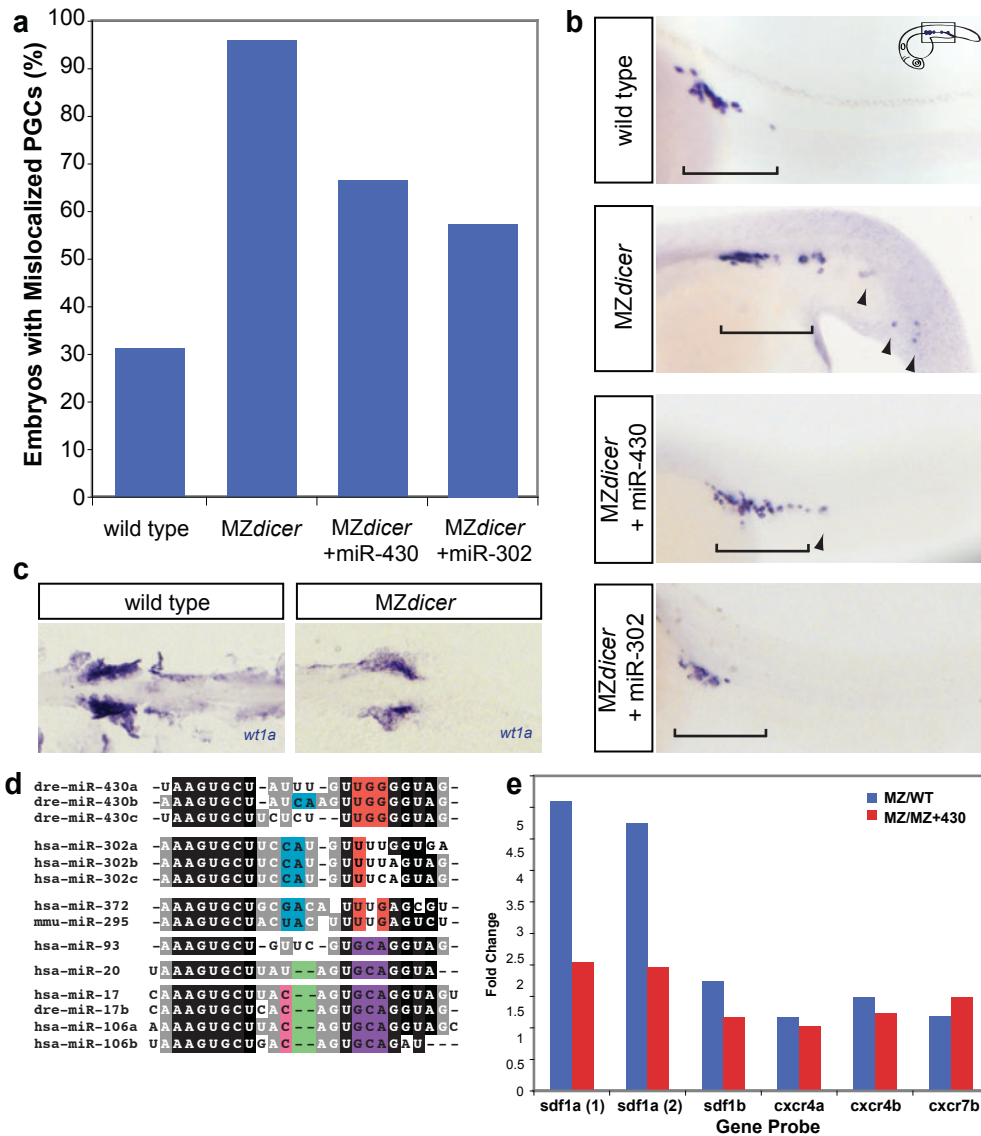 a
Embryos with Mislocalized PGCs (%)
100
90
80
70
60
50
40
30
20
10
0
wild type
MZdicer
MZdicer
+miR-430
MZdicer
+miR-302
b
wild type
MZdicer
MZdicer
+ miR-430
MZdicer
+ miR-302
c
wild type
MZdicer
wt1a
wt1a
d
dre-miR-430a -UAAGUGCU-AUUU-GUUGGGGUAG-
dre-miR-430b -AAAGUGCU-AUCAAGUUGGGGUAG-
dre-miR-430c -UAAGUGCUUCUCU--UUGGGGUAG-
hsa-miR-302a -AAAGUGCUUCCAU-GUUUUGGUGA
hsa-miR-302b -AAAGUGCUUCCAU-GUUUUAGUAG-
hsa-miR-302c -AAAGUGCUUCCAU-GUUUCAGUAG-
hsa-miR-372 -AAAGUGCUGCGACA-UUUGAGCGU-
mmu-miR-295 -AAAGUGCUACUAC-UUUUGAGUCU-
hsa-miR-93 -AAAGUGCU-GUUC-GUGCAGGUAG-
hsa-miR-20 UAAAGUGCUUAU--AGUGCAGGUA--
hsa-miR-17 CAAAGUGCUUAC--AGUGCAGGUAGU
dre-miR-17b CAAAGUGCUCAC--AGUGCAGGUAG-
hsa-miR-106a AAAAGUGCUUAC--AGUGCAGGUAGC
hsa-miR-106b UAAAGUGCUGAC--AGUGCAGAU---
e
MZ/WT
MZ/MZ+430
Fold Change
5
4.5
4
3.5
3
2.5
2
1.5
1
0.5
0
sdf1a (1)
sdf1a (2)
sdf1b
cxcr4a
cxcr4b
cxcr7b
Gene Probe